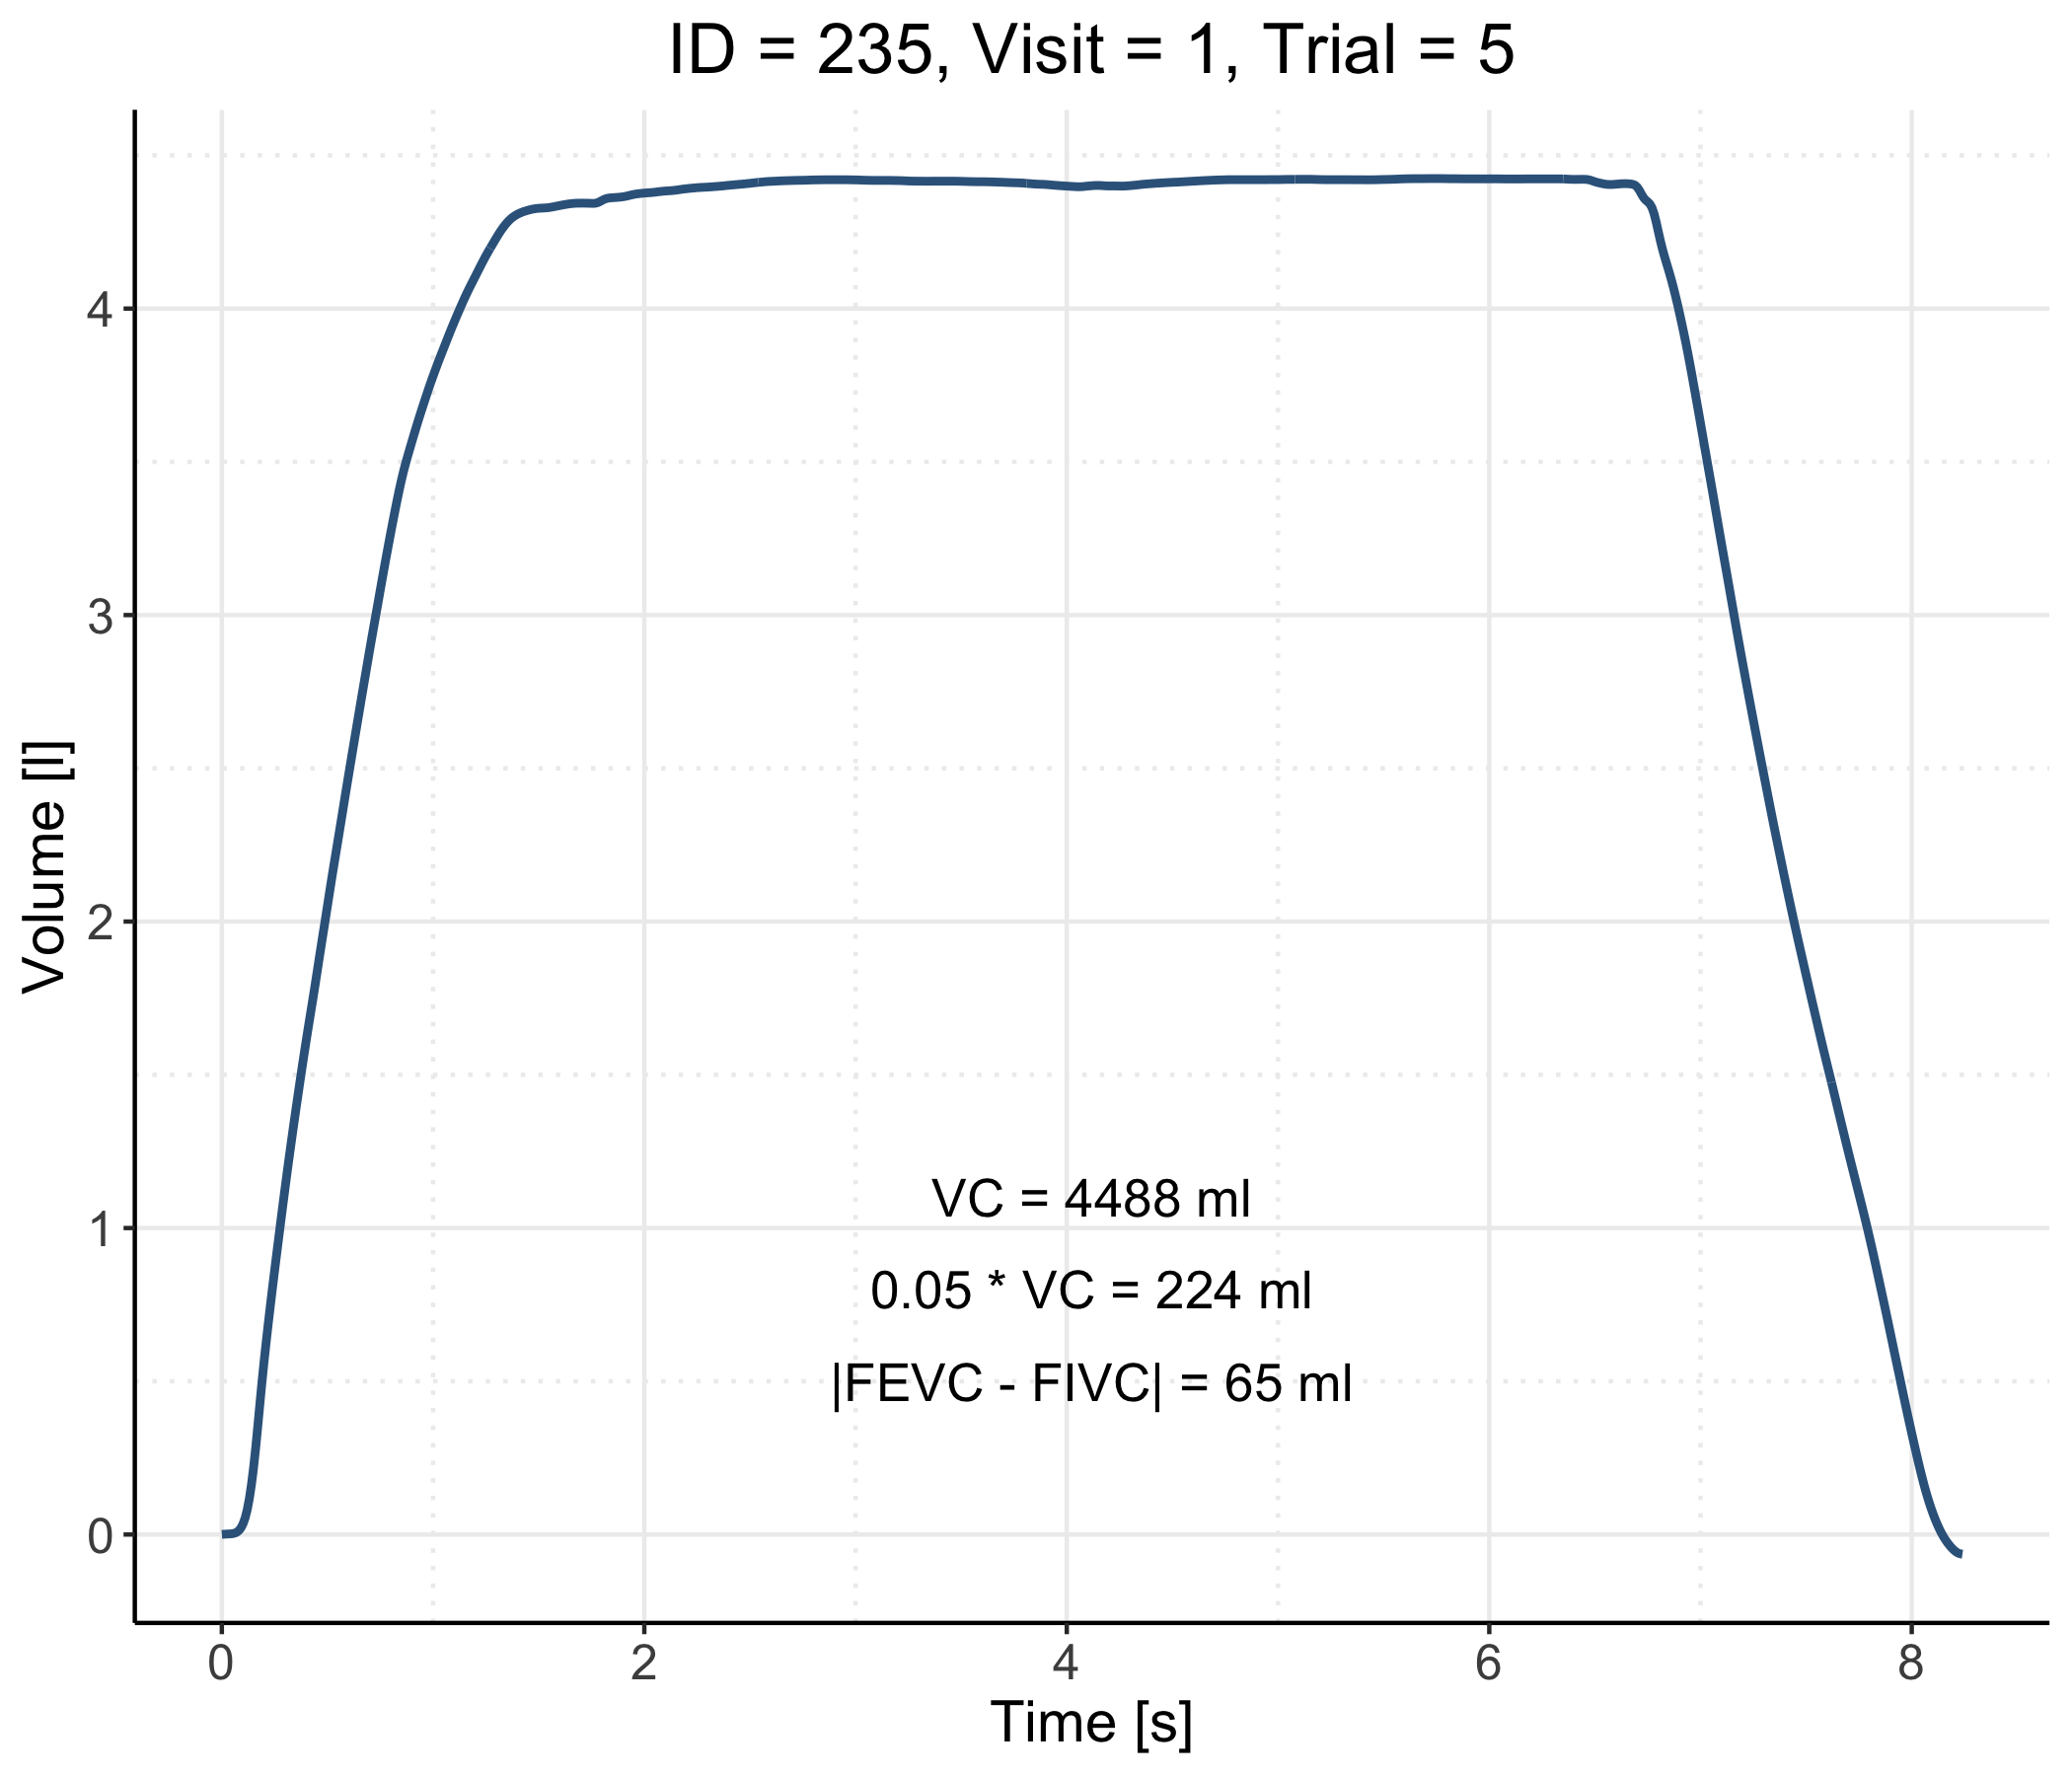 ID = 235, Visit = 1, Trial = 5
Volume [l]
4
3
2
1
0
VC = 4488 ml
0.05 * VC = 224 ml
|FEVC - FIVC| = 65 ml
0 2 4 6 8
Time [s]